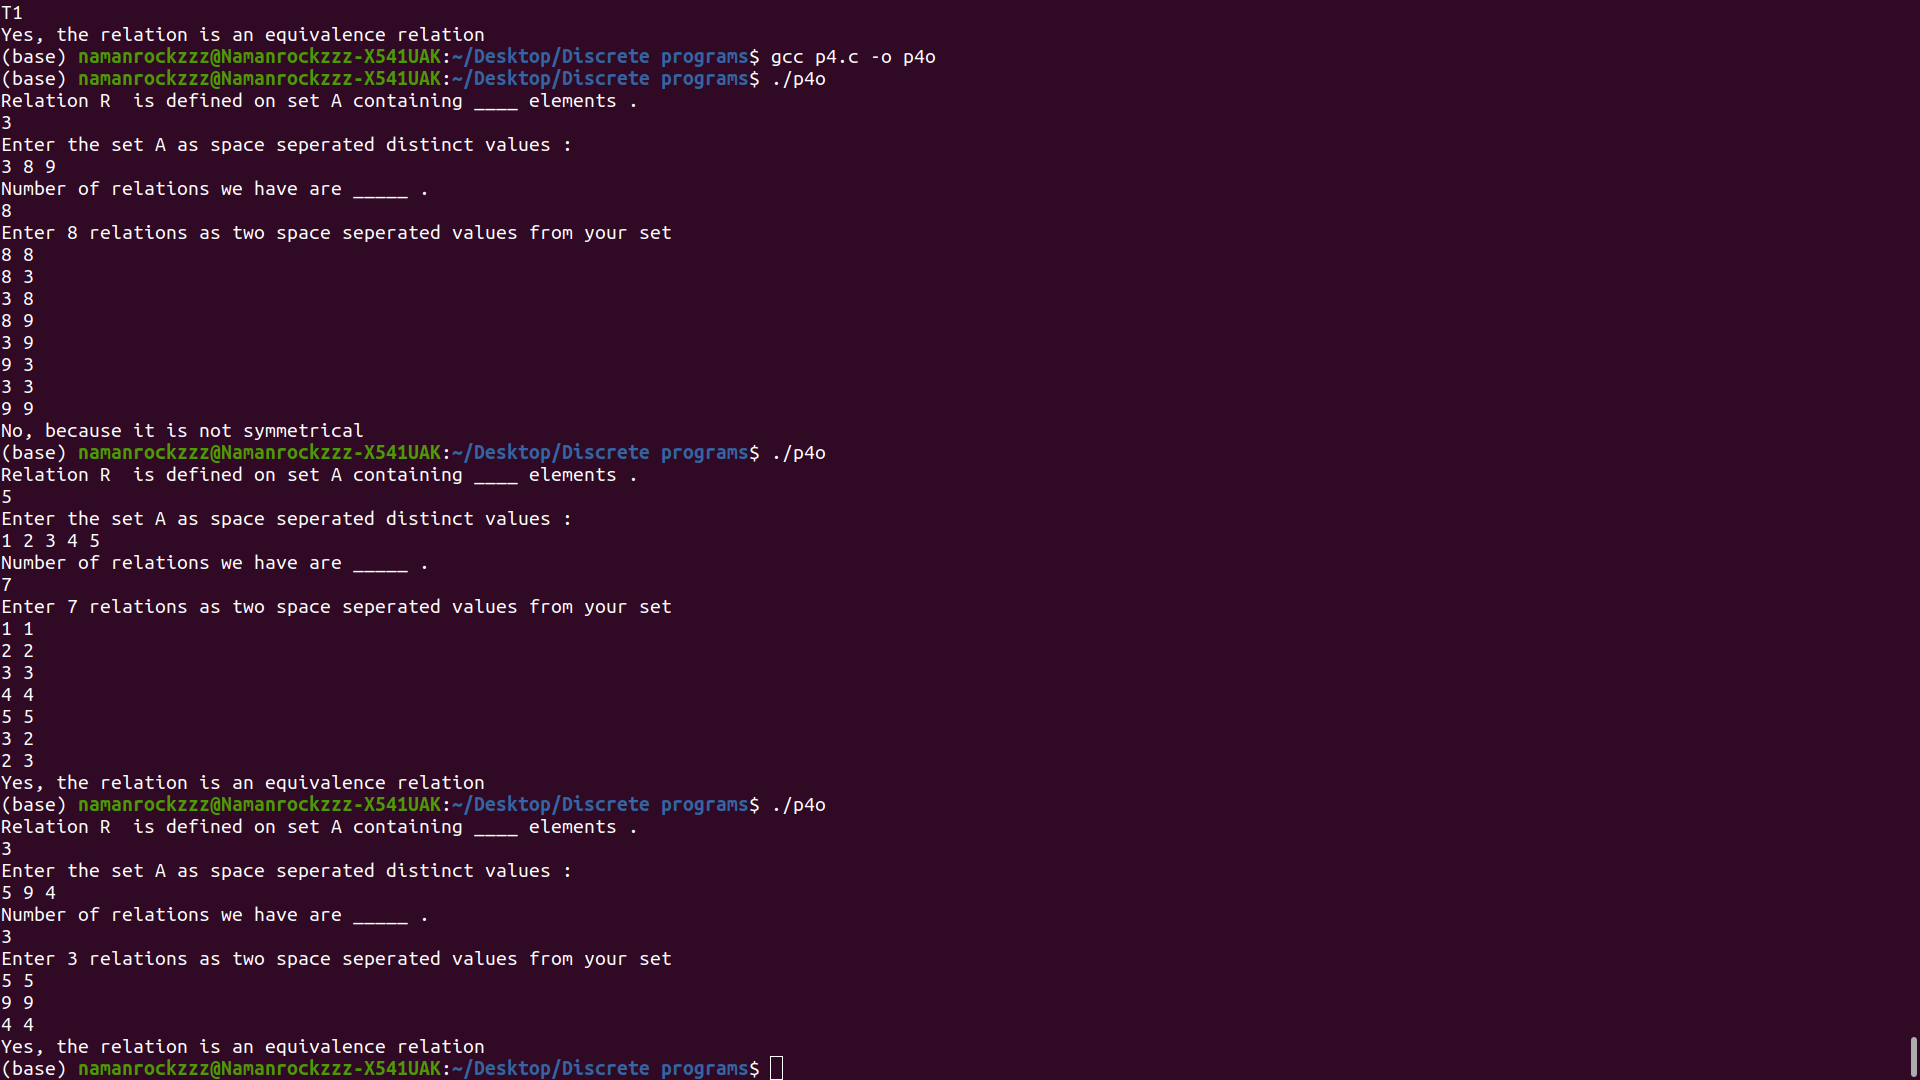 T1
Yes, the relation is an equivalence relation
(base) namanrockzzz@Namanrockzzz-X541UAK:~/Desktop/Discrete programs$ gcc p4.c -o p4o
(base) namanrockzzz@Namanrockzzz-X541UAK:~/Desktop/Discrete programs$ ./p4o
Relation R  is defined on set A containing ____ elements .
3
Enter the set A as space seperated distinct values :
3 8 9
Number of relations we have are _____ .
8
Enter 8 relations as two space seperated values from your set
8 8
8 3
3 8
8 9
3 9
9 3
3 3
9 9
No, because it is not symmetrical
(base) namanrockzzz@Namanrockzzz-X541UAK:~/Desktop/Discrete programs$ ./p4o
Relation R  is defined on set A containing ____ elements .
5
Enter the set A as space seperated distinct values :
1 2 3 4 5
Number of relations we have are _____ .
7
Enter 7 relations as two space seperated values from your set
1 1
2 2
3 3
4 4
5 5
3 2
2 3
Yes, the relation is an equivalence relation
(base) namanrockzzz@Namanrockzzz-X541UAK:~/Desktop/Discrete programs$ ./p4o
Relation R  is defined on set A containing ____ elements .
3
Enter the set A as space seperated distinct values :
5 9 4
Number of relations we have are _____ .
3
Enter 3 relations as two space seperated values from your set
5 5
9 9
4 4
Yes, the relation is an equivalence relation
(base) namanrockzzz@Namanrockzzz-X541UAK:~/Desktop/Discrete programs$